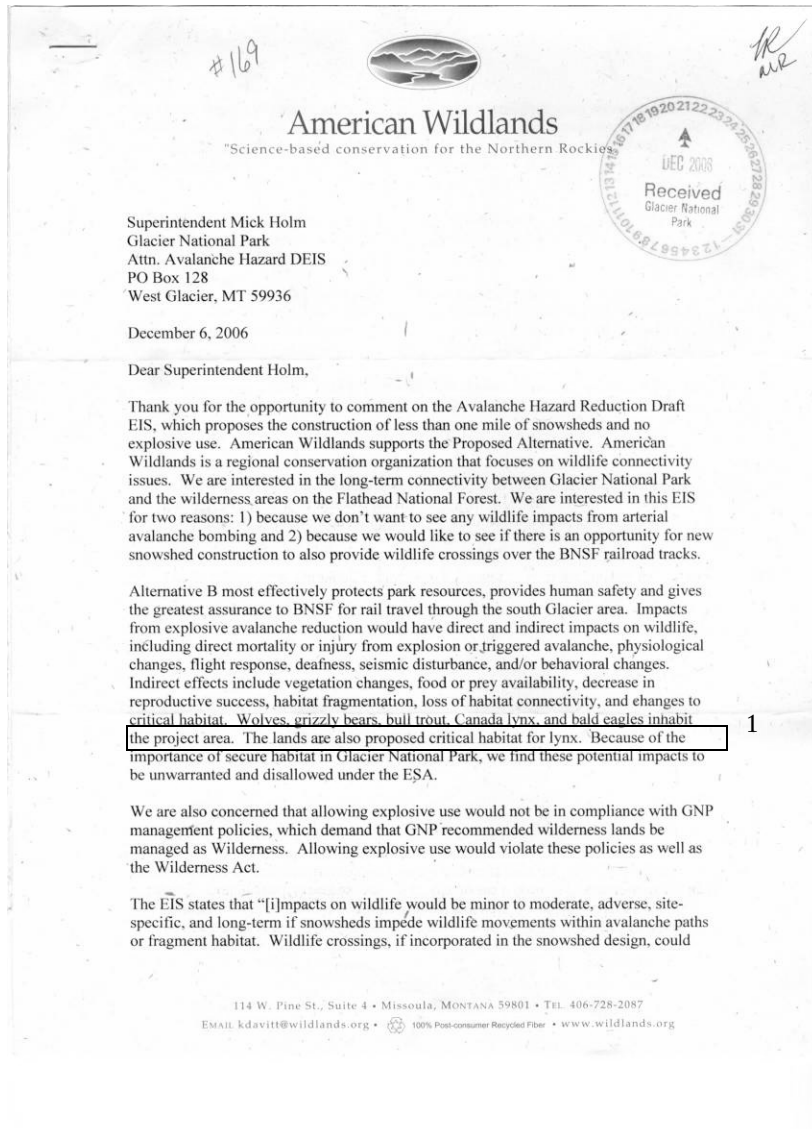 #169
American Wildlands
"Science-based conservation for the Northern Rockies
DEC 2006
Received
Glacier National
Park
Superintendent Mick Holm
Glacier National Park
Attn. Avalanche Hazard DEIS
PO Box 128
West Glacier, MT 59936
December 6, 2006
Dear Superintendent Holm,
Thank you for the opportunity to comment on the Avalanche Hazard Reduction Draft
EIS, which proposes the construction of less than one mile of snowsheds and no
explosive use. American Wildlands supports the Proposed Alternative. American
Wildlands is a regional conservation organization that focuses on wildlife connectivity
issues. We are interested in the long-term connectivity between Glacier National Park
and the wilderness areas on the Flathead National Forest. We are interested in this EIS
for two reasons: 1) because we don't want to see any wildlife impacts from arterial
avalanche bombing and 2) because we would like to see if there is an opportunity for new
snowshed construction to also provide wildlife crossings over the BNSF railroad tracks.
Alternative B most effectively protects park resources, provides human safety and gives
the greatest assurance to BNSF for rail travel through the south Glacier area. Impacts
from explosive avalanche reduction would have direct and indirect impacts on wildlife,
including direct mortality or injury from explosion or triggered avalanche, physiological
changes, flight response, deafness, seismic disturbance, and/or behavioral changes.
Indirect effects include vegetation changes, food or prey availability, decrease in
reproductive success, habitat fragmentation, loss of habitat connectivity, and changes to
critical habitat. Wolves, grizzly bears, bull trout, Canada lynx, and bald eagles inhabit
the project area. The lands are also proposed critical habitat for lynx. Because of the
1
importance of secure habitat in Glacier National Park, we find these potential impacts to
be unwarranted and disallowed under the ESA.
We are also concerned that allowing explosive use would not be in compliance with GNP
management policies, which demand that GNP recommended wilderness lands be
managed as Wilderness. Allowing explosive use would violate these policies as well as
the Wilderness Act.
The EIS states that "[i]mpacts on wildlife would be minor to moderate, adverse, site-
specific, and long-term if snowsheds impede wildlife movements within avalanche paths
or fragment habitat. Wildlife crossings, if incorporated in the snowshed design, could
114 W. Pine St., Suite 4 • Missoula, MONTANA 59801 • TEL 406-728-2087
EMAIL kdavitt@wildlands.org • 100% Post-consumer Recycled Fiber • www.wildlands.org